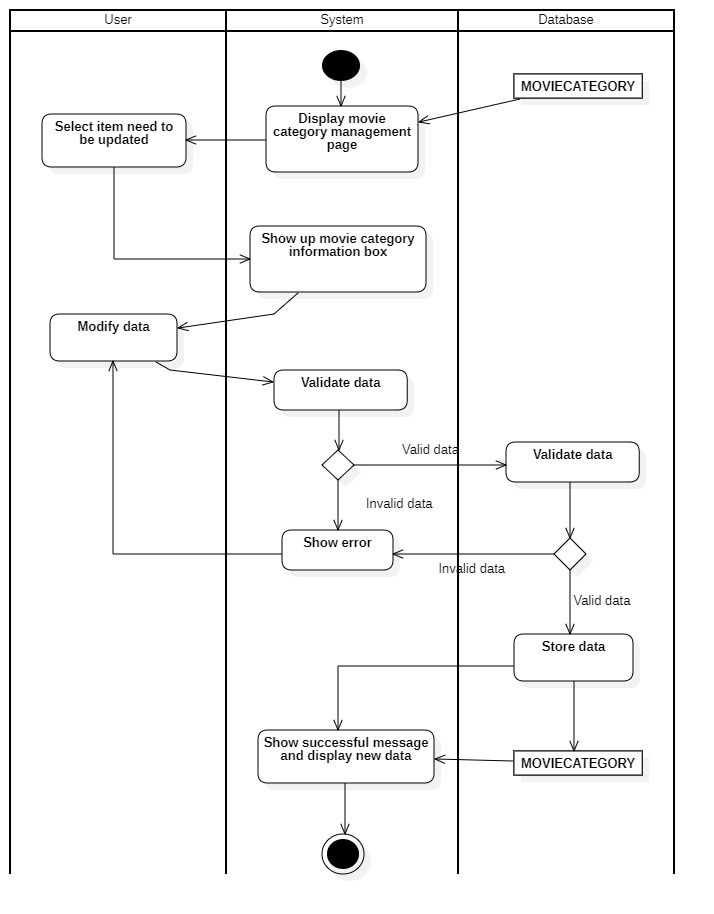 User
System
Database
MOVIECATEGORY
Display movie
category management
page
Select item need to
be updated
Show up movie category
information box
Modify data
Validate data
Valid data
Validate data
Invalid data
Show error
Invalid data
Valid data
Store data
Show successful message
and display new data
MOVIECATEGORY